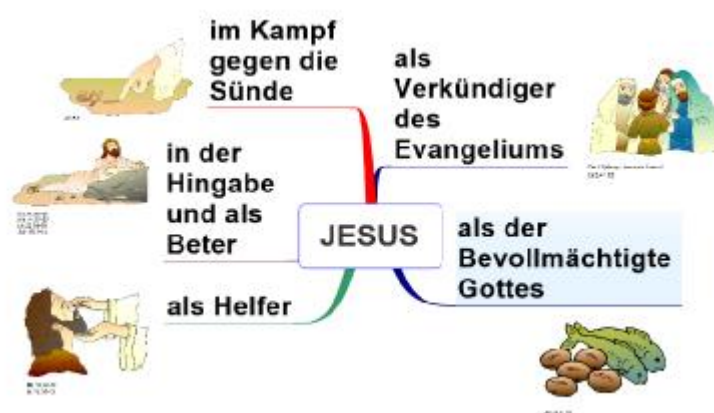 im Kampf
gegen die
Sünde
als
Verkündiger
des
Evangeliums
in der
Hingabe
und als
Beter
JESUS
als der
Bevollmächtigte
Gottes
als Helfer